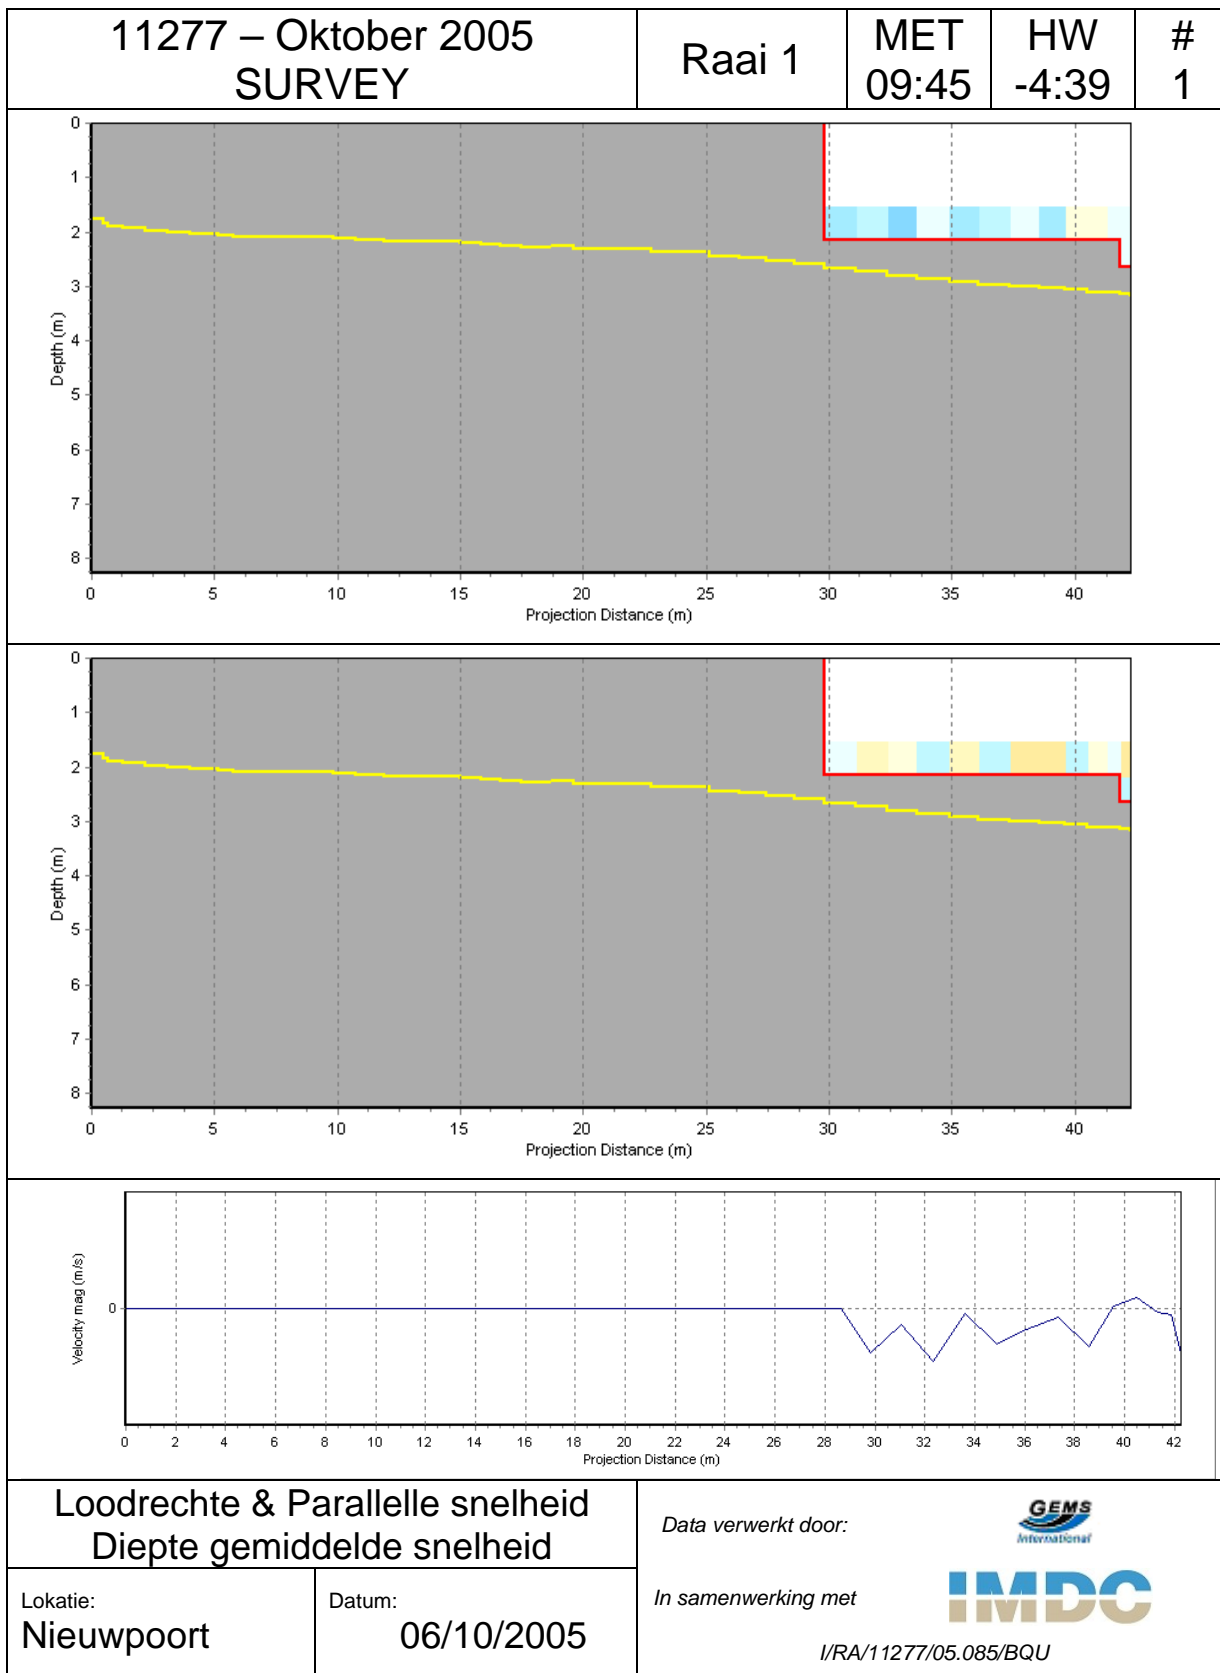 11277 – Oktober 2005
SURVEY
Raai 1
MET
09:45
HW
-4:39
#
1
0
1
2
3
4
5
6
7
8
Depth (m)
0 5 10 15 20 25 30 35 40
Projection Distance (m)
0
1
2
3
4
5
6
7
8
Depth (m)
0 5 10 15 20 25 30 35 40
Projection Distance (m)
Velocity mag (m/s)
0
0 2 4 6 8 10 12 14 16 18 20 22 24 26 28 30 32 34 36 38 40 42
Projection Distance (m)
Loodrechte & Parallelle snelheid
Diepte gemiddelde snelheid
Data verwerkt door:
GEMS
International
Lokatie:
Nieuwpoort
Datum:
06/10/2005
In samenwerking met
IMDC
I/RA/11277/05.085/BQU